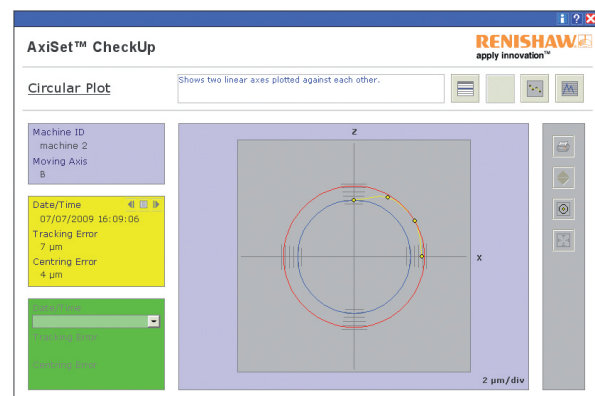 AxiSet™ CheckUp
RENISHAW
apply innovation™
Circular Plot
Shows two linear axes plotted against each other.
Machine ID
machine 2
Moving Axis
B
Date/Time
07/07/2009 16:09:06
Tracking Error
7 µm
Centring Error
4 µm
Date/Time
Tracking Error
Centring Error
Z
X
2 µm/div